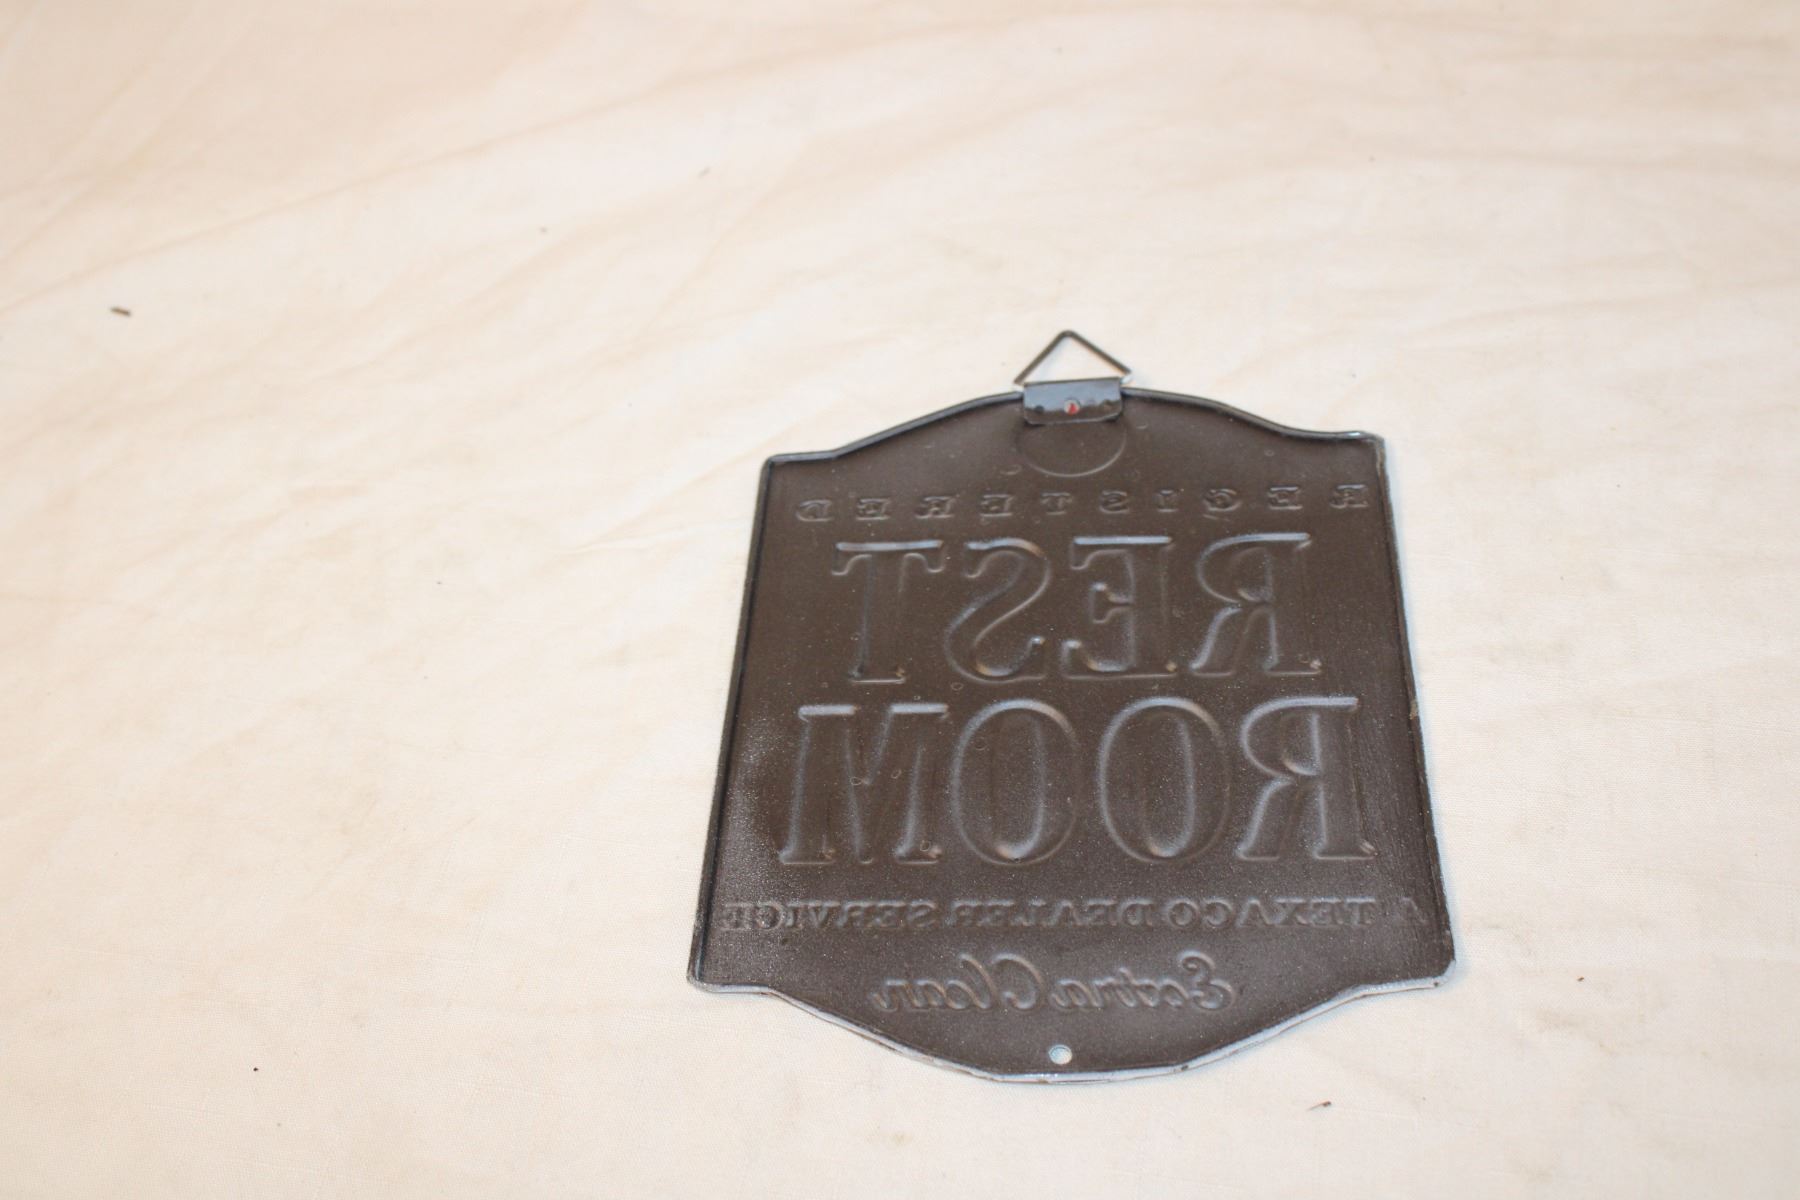 REGISTERED
REST
ROOM
A TEXACO DEALER SERVICE
Extra Clean